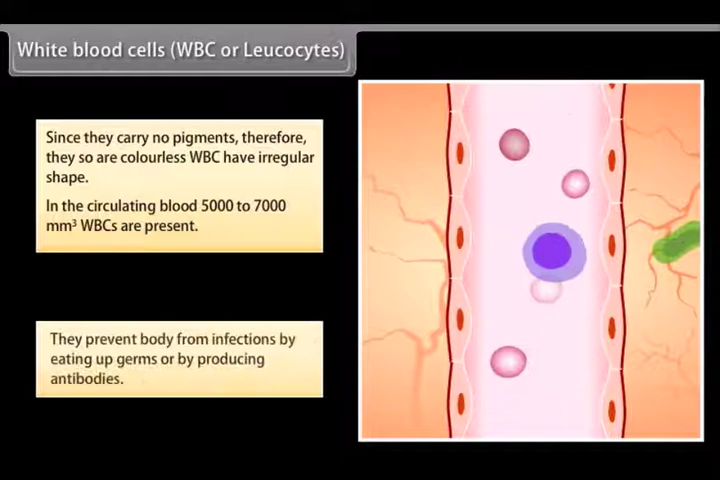 White blood cells (WBC or Leucocytes)
Since they carry no pigments, therefore,
they so are colourless WBC have irregular
shape.
In the circulating blood 5000 to 7000
mm³ WBCs are present.
They prevent body from infections by
eating up germs or by producing
antibodies.